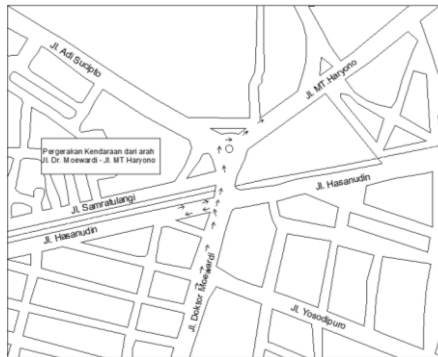 Jl. Adi Sucipto
Jl. MT.Haryono
Pergerakan Kendaraan dari arah
Jl. Dr. Moewardi - Jl. MT Haryono
Jl. Hasanudin
Jl. Samratulangi
Jl. Hasanudin
Jl. Doktor Moewardi
Jl. Yosodipuro